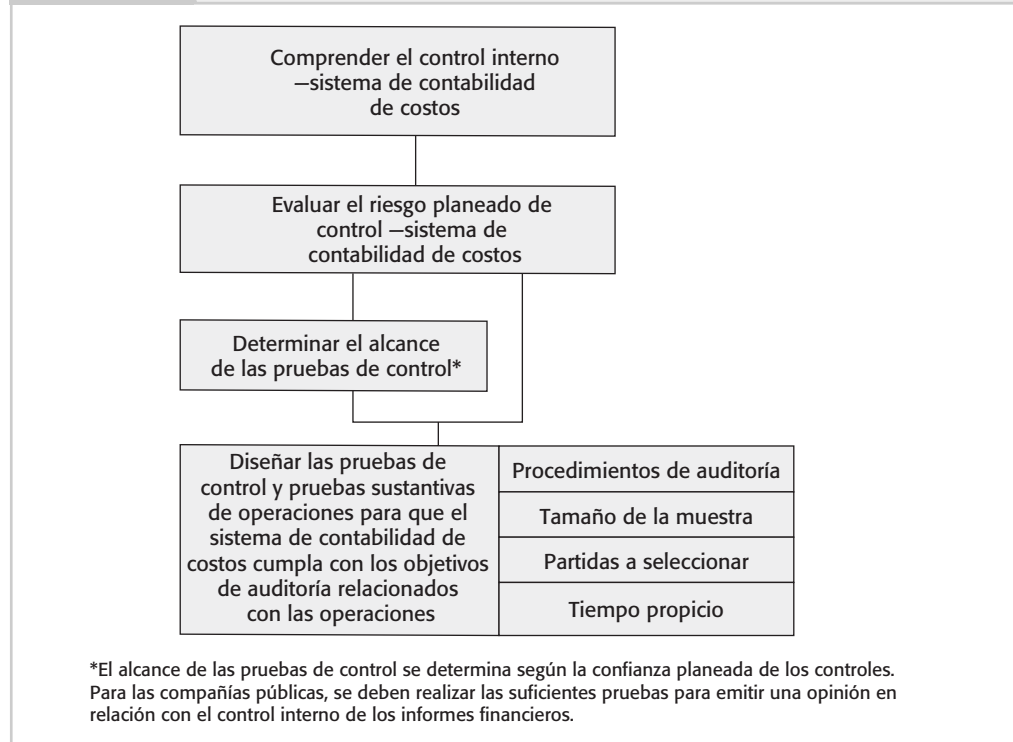 Comprender el control interno
—sistema de contabilidad
de costos
Evaluar el riesgo planeado de
control —sistema de
contabilidad de costos
Determinar el alcance
de las pruebas de control*
Diseñar las pruebas de
control y pruebas sustantivas
de operaciones para que el
sistema de contabilidad de
costos cumpla con los objetivos
de auditoría relacionados
con las operaciones
Procedimientos de auditoría
Tamaño de la muestra
Partidas a seleccionar
Tiempo propicio
*El alcance de las pruebas de control se determina según la confianza planeada de los controles.
Para las compañías públicas, se deben realizar las suficientes pruebas para emitir una opinión en
relación con el control interno de los informes financieros.